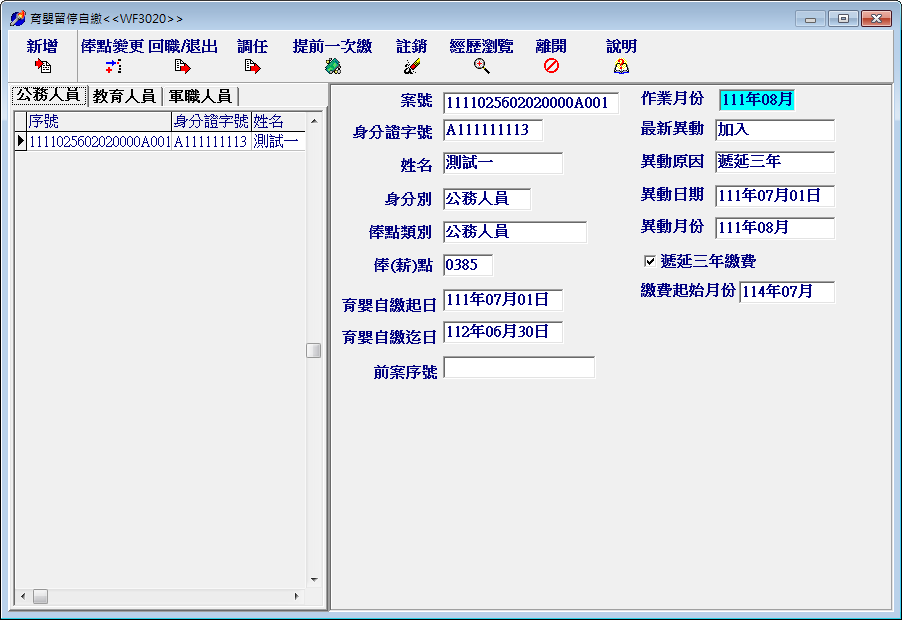 育嬰留停自繳<<WF3020>>
新增 俸點變更 回職/退出 調任 提前一次繳 註銷 經歷瀏覽 離開 說明
公務人員 教育人員 軍職人員
序號 身分證字號 姓名
1111025602020000A001 A111111113 測試一
案號 1111025602020000A001 作業月份 111年08月
身分證字號 A111111113 最新異動 加入
姓名 測試一 異動原因 遞延三年
身分別 公務人員 異動日期 111年07月01日
俸點類別 公務人員 異動月份 111年08月
俸(薪)點 0385 遞延三年繳費
育嬰自繳起日 111年07月01日 繳費起始月份 114年07月
育嬰自繳迄日 112年06月30日
前案序號